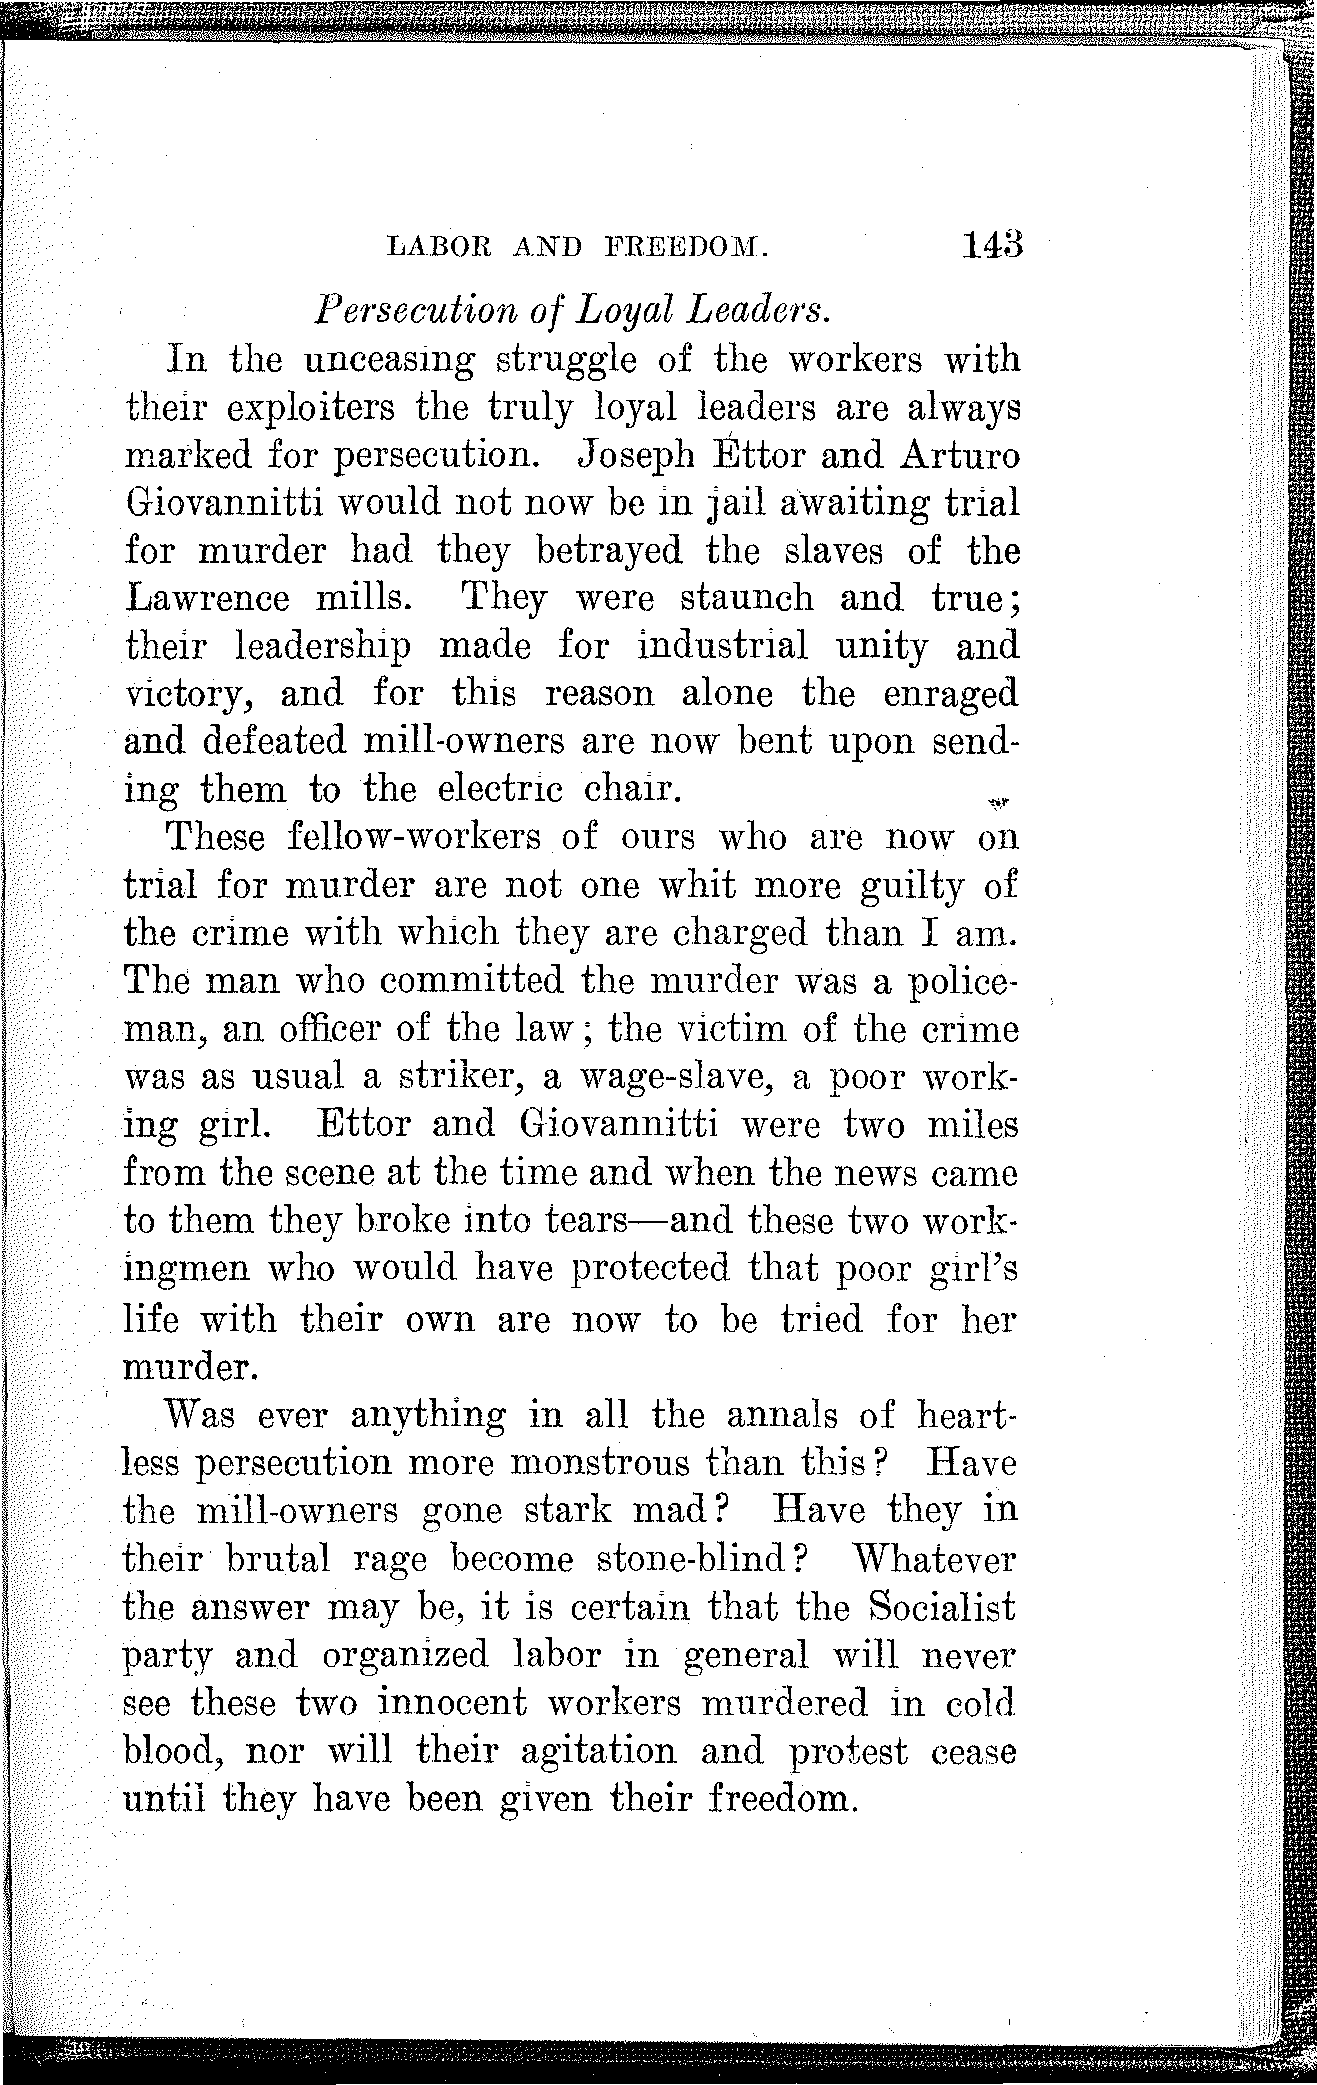 LABOR AND FREEDOM. 143
Persecution of Loyal Leaders.
In the unceasing struggle of the workers with
their exploiters the truly loyal leaders are always
marked for persecution. Joseph Ettor and Arturo
Giovannitti would not now be in jail awaiting trial
for murder had they betrayed the slaves of the
Lawrence mills. They were staunch and true;
their leadership made for industrial unity and
victory, and for this reason alone the enraged
and defeated mill-owners are now bent upon send-
ing them to the electric chair.
These fellow-workers of ours who are now on
trial for murder are not one whit more guilty of
the crime with which they are charged than I am.
The man who committed the murder was a police-
man, an officer of the law; the victim of the crime
was as usual a striker, a wage-slave, a poor work-
ing girl. Ettor and Giovannitti were two miles
from the scene at the time and when the news came
to them they broke into tears—and these two work-
ingmen who would have protected that poor girl's
life with their own are now to be tried for her
murder.
Was ever anything in all the annals of heart-
less persecution more monstrous than this? Have
the mill-owners gone stark mad? Have they in
their brutal rage become stone-blind? Whatever
the answer may be, it is certain that the Socialist
party and organized labor in general will never
see these two innocent workers murdered in cold
blood, nor will their agitation and protest cease
until they have been given their freedom.